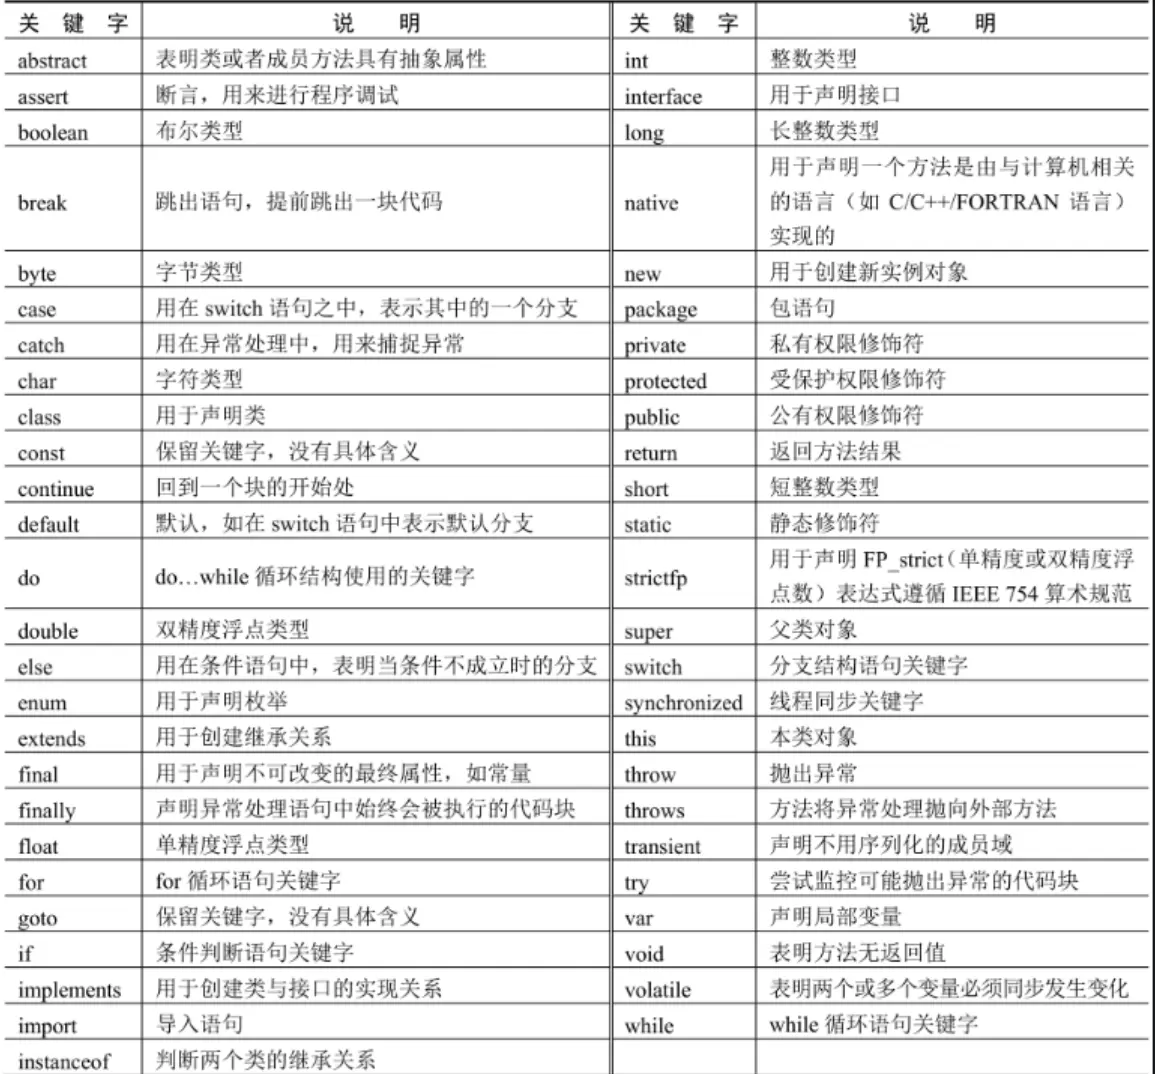 关 键 字 说 明 关 键 字 说 明
abstract 表明类或者成员方法具有抽象属性 int 整数类型
assert 断言，用来进行程序调试 interface 用于声明接口
boolean 布尔类型 long 长整数类型
break 跳出语句，提前跳出一块代码 native 用于声明一个方法是由与计算机相关
的语言（如 C/C++/FORTRAN 语言）
实现的
byte 字节类型 new 用于创建新实例对象
case 用在 switch 语句之中，表示其中的一个分支 package 包语句
catch 用在异常处理中，用来捕捉异常 private 私有权限修饰符
char 字符类型 protected 受保护权限修饰符
class 用于声明类 public 公有权限修饰符
const 保留关键字，没有具体含义 return 返回方法结果
continue 回到一个块的开始处 short 短整数类型
default 默认，如在 switch 语句中表示默认分支 static 静态修饰符
do do…while 循环结构使用的关键字 strictfp 用于声明 FP_strict（单精度或双精度浮
点数）表达式遵循 IEEE 754 算术规范
double 双精度浮点类型 super 父类对象
else 用在条件语句中，表明当条件不成立时的分支 switch 分支结构语句关键字
enum 用于声明枚举 synchronized 线程同步关键字
extends 用于创建继承关系 this 本类对象
final 用于声明不可改变的最终属性，如常量 throw 抛出异常
finally 声明异常处理语句中始终会被执行的代码块 throws 方法将异常处理抛向外部方法
float 单精度浮点类型 transient 声明不用序列化的成员域
for for 循环语句关键字 try 尝试监控可能抛出异常的代码块
goto 保留关键字，没有具体含义 var 声明局部变量
if 条件判断语句关键字 void 表明方法无返回值
implements 用于创建类与接口的实现关系 volatile 表明两个或多个变量必须同步发生变化
import 导入语句 while while 循环语句关键字
instanceof 判断两个类的继承关系